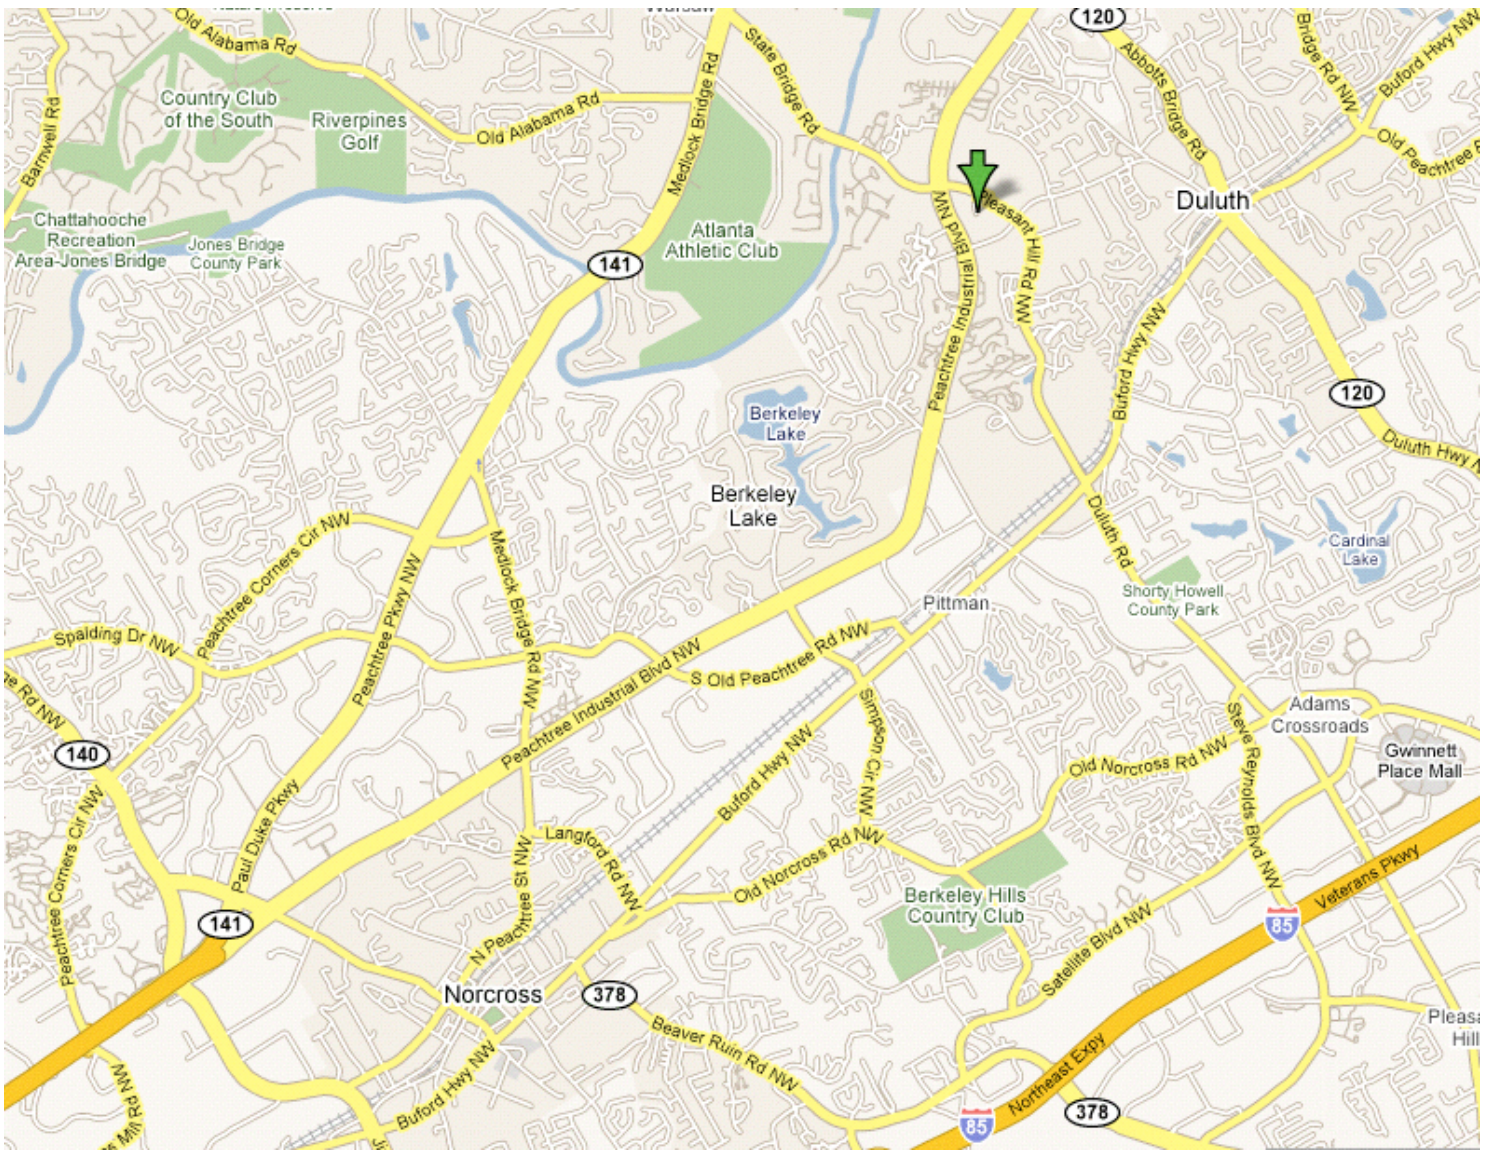 Warsaw
120
Old Alabama Rd
State Bridge Rd
Abbotts Bridge Rd
Bridge Rd NW
Buford Hwy NW
Country Club
of the South
Riverpines
Golf
Old Alabama Rd
Medlock Bridge Rd
Barnwell Rd
Old Peachtree
Pleasant Hill Rd NW
Duluth
Chattahooche
Recreation
Area-Jones Bridge
Jones Bridge
County Park
Atlanta
Athletic Club
141
Peachtree Industrial Blvd NW
Buford Hwy NW
120
Duluth Hwy
Berkeley
Lake
Berkeley
Lake
Peachtree Corners Cir NW
Medlock Bridge Rd NW
Peachtree Pkwy NW
Duluth Rd
Cardinal
Lake
Shorty Howell
County Park
Pittman
Spalding Dr NW
S Old Peachtree Rd NW
Peachtree Industrial Blvd NW
Rd NW
140
Simpson Cir NW
Buford Hwy NW
Steve Reynolds Blvd NW
Adams
Crossroads
Gwinnett
Place Mall
Old Norcross Rd NW
Paul Duke Pkwy
Peachtree Corners Cir NW
Langford Rd NW
N Peachtree St NW
Old Norcross Rd NW
Berkeley Hills
Country Club
Veterans Pkwy
85
141
Satellite Blvd NW
Norcross
378
Beaver Ruin Rd NW
Buford Hwy NW
Northeast Expy
85
378
Hill
Rd NW